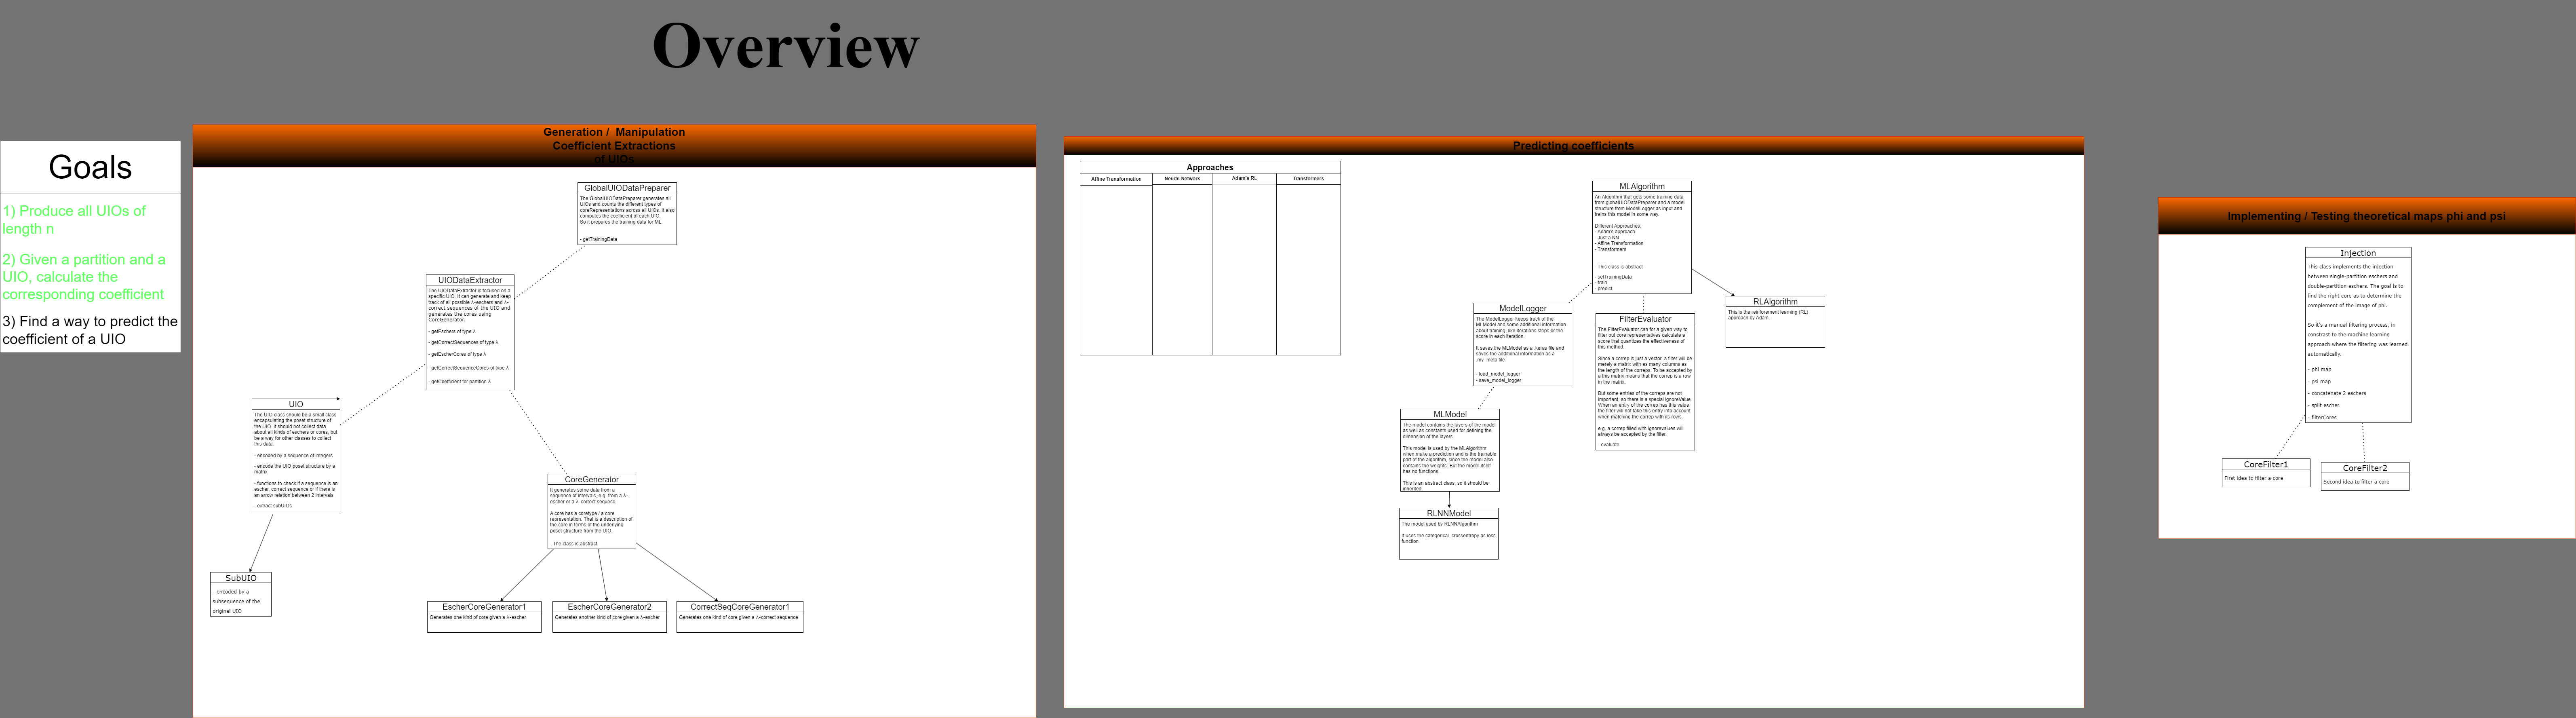 Overview
Goals
1) Produce all UIOs of
length n
2) Given a partition and a
UIO, calculate the
corresponding coefficient
3) Find a way to predict the
coefficient of a UIO
Generation / Manipulation
Coefficient Extractions
of UIOs
GlobalUIODataPreparer
The GlobalUIODataPreparer generates all
UIOs and counts the different types of
coreRepresentations across all UIOs. It also
computes the coefficient of each UIO.
So it prepares the training data for ML.
- getTrainingData
UIODataExtractor
The UIODataExtractor is focused on a
specific UIO. It can generate and keep
track of all possible λ-eschers and λ-
correct sequences of the UIO and
generates the cores using
CoreGenerator.
- getEschers of type λ
- getCorrectSequences of type λ
- getEscherCores of type λ
- getCorrectSequenceCores of type λ
- getCoefficient for partition λ
UIO
The UIO class should be a small class
encapsulating the poset structure of
the UIO. It should not collect data
about all kinds of eschers or cores, but
be a way for other classes to collect
this data.
- encoded by a sequence of integers
- encode the UIO poset structure by a
matrix
- functions to check if a sequence is an
escher, correct sequence or if there is
an arrow relation between 2 intervals
- extract subUIOs
SubUIO
- encoded by a
subsequence of the
original UIO
CoreGenerator
It generates some data from a
sequence of intervals, e.g. from a λ-
escher or a λ-correct sequece.
A core has a coretype / a core
representation. That is a description of
the core in terms of the underlying
poset structure from the UIO.
- The class is abstract
EscherCoreGenerator1
Generates one kind of core given a λ-escher
EscherCoreGenerator2
Generates another kind of core given a λ-escher
CorrectSeqCoreGenerator1
Generates one kind of core given a λ-correct sequence
Predicting coefficients
Approaches
Affine Transformation
Neural Network
Adam's RL
Transformers
MLAlgorithm
An Algorithm that gets some training data
from globalUIODataPreparer and a model
structure from ModelLogger as input and
trains this model in some way.
Different Approaches:
- Adam's approach
- Just a NN
- Affine Transformation
- Transformers
- This class is abstract
- setTrainingData
- train
- predict
RLAlgorithm
This is the reinforement learning (RL)
approach by Adam
ModelLogger
The ModelLogger keeps track of the
MLModel and some additional information
about training, like iterations steps or the
score in each iteration.
It saves the MLModel as a .keras file and
saves the additional information as a
.my_meta file
- load_model_logger
- save_model_logger
FilterEvaluator
The FilterEvaluator can for a given way to
filter out core representatives calculate a
score that quantizes the effectiveness of
this method.
Since a correp is just a vector, a filter will be
merely a matrix with as many columns as
the length of the correps. To be accepted by
a this matrix means that the correp is a row
in the matrix.
But some entries of the correps are not
important, so there is a special ignoreValue.
When an entry of the correp has this value
the filter will not take this entry into account
when matching the correp with its rows.
e.g. a correp filled with ignorevalues will
always be accepted by the filter.
- evaluate
MLModel
The model contains the layers of the model
as well as constants used for defining the
dimension of the layers
This model is used by the MLAlgorithm
when make a prediction and is the trainable
part of the algorithm, since the model also
contains the weights. But the model itself
has no functions.
This is an abstract class, so it should be
inherited.
RLNNModel
The model used by RLNNAlgorithm
It uses the categorical_crossentropy as loss
function
Implementing / Testing theoretical maps phi and psi
Injection
This class implements the injection
between single-partition eschers and
double-partition eschers. The goal is to
find the right core as to determine the
complement of the image of phi.
So it's a manual filtering process, in
constrast to the machine learning
approach where the filtering was learned
automatically.
- phi map
- psi map
- concatenate 2 eschers
- split escher
- filterCores
CoreFilter1
First Idea to filter a core
CoreFilter2
Second idea to filter a core